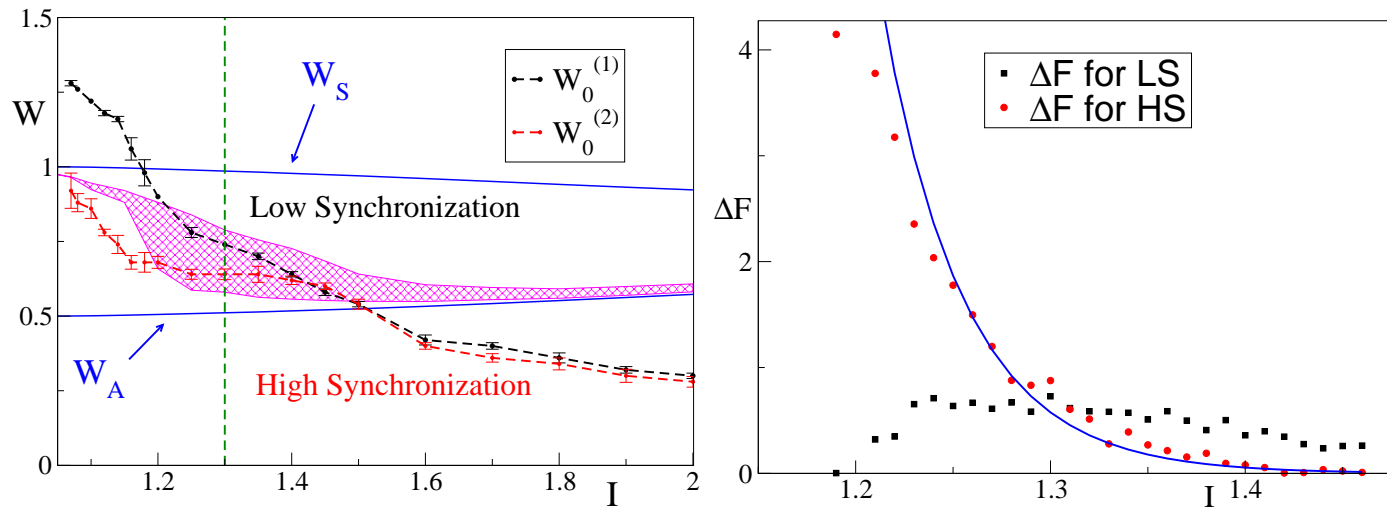 1.5
W
1
0.5
0
1.2
1.4
1.6
1.8
2
I
W_S
W_A
W_0^(1)
W_0^(2)
Low Synchronization
High Synchronization
4
ΔF
2
0
1.2
1.3
1.4
I
ΔF for LS
ΔF for HS